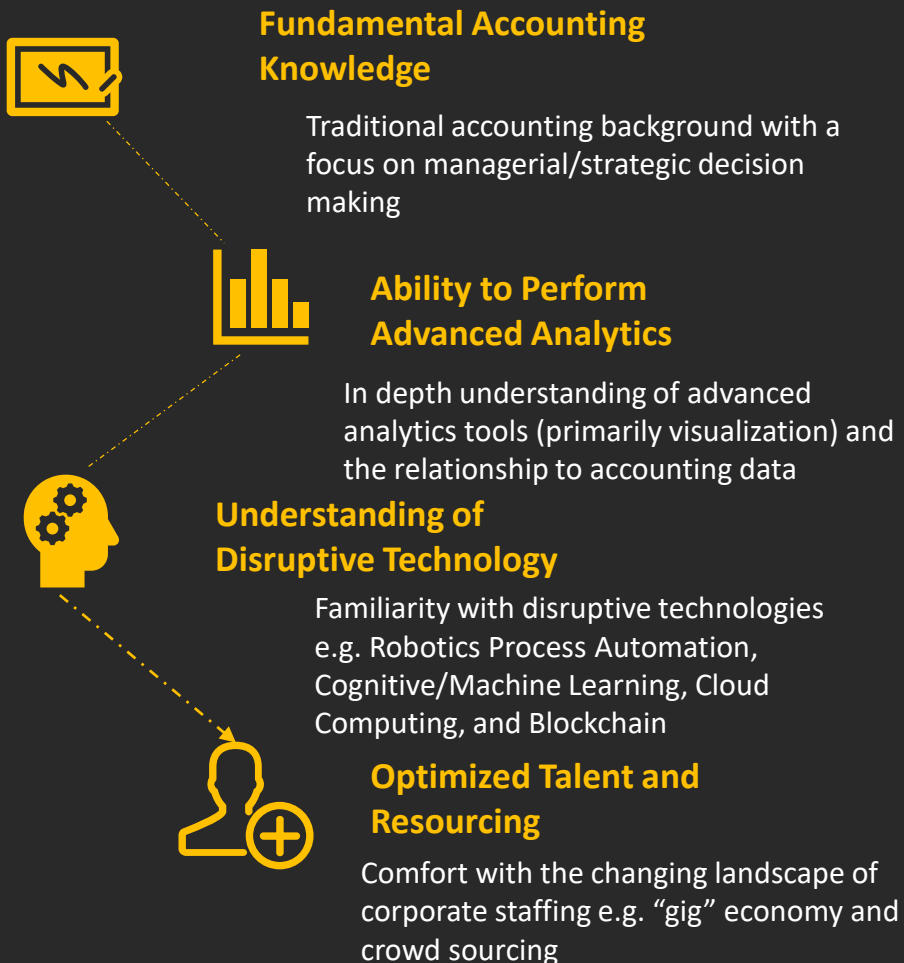 Fundamental Accounting
Knowledge
Traditional accounting background with a
focus on managerial/strategic decision
making
Ability to Perform
Advanced Analytics
In depth understanding of advanced
analytics tools (primarily visualization) and
the relationship to accounting data
Understanding of
Disruptive Technology
Familiarity with disruptive technologies
e.g. Robotics Process Automation,
Cognitive/Machine Learning, Cloud
Computing, and Blockchain
Optimized Talent and
Resourcing
Comfort with the changing landscape of
corporate staffing e.g. “gig” economy and
crowd sourcing